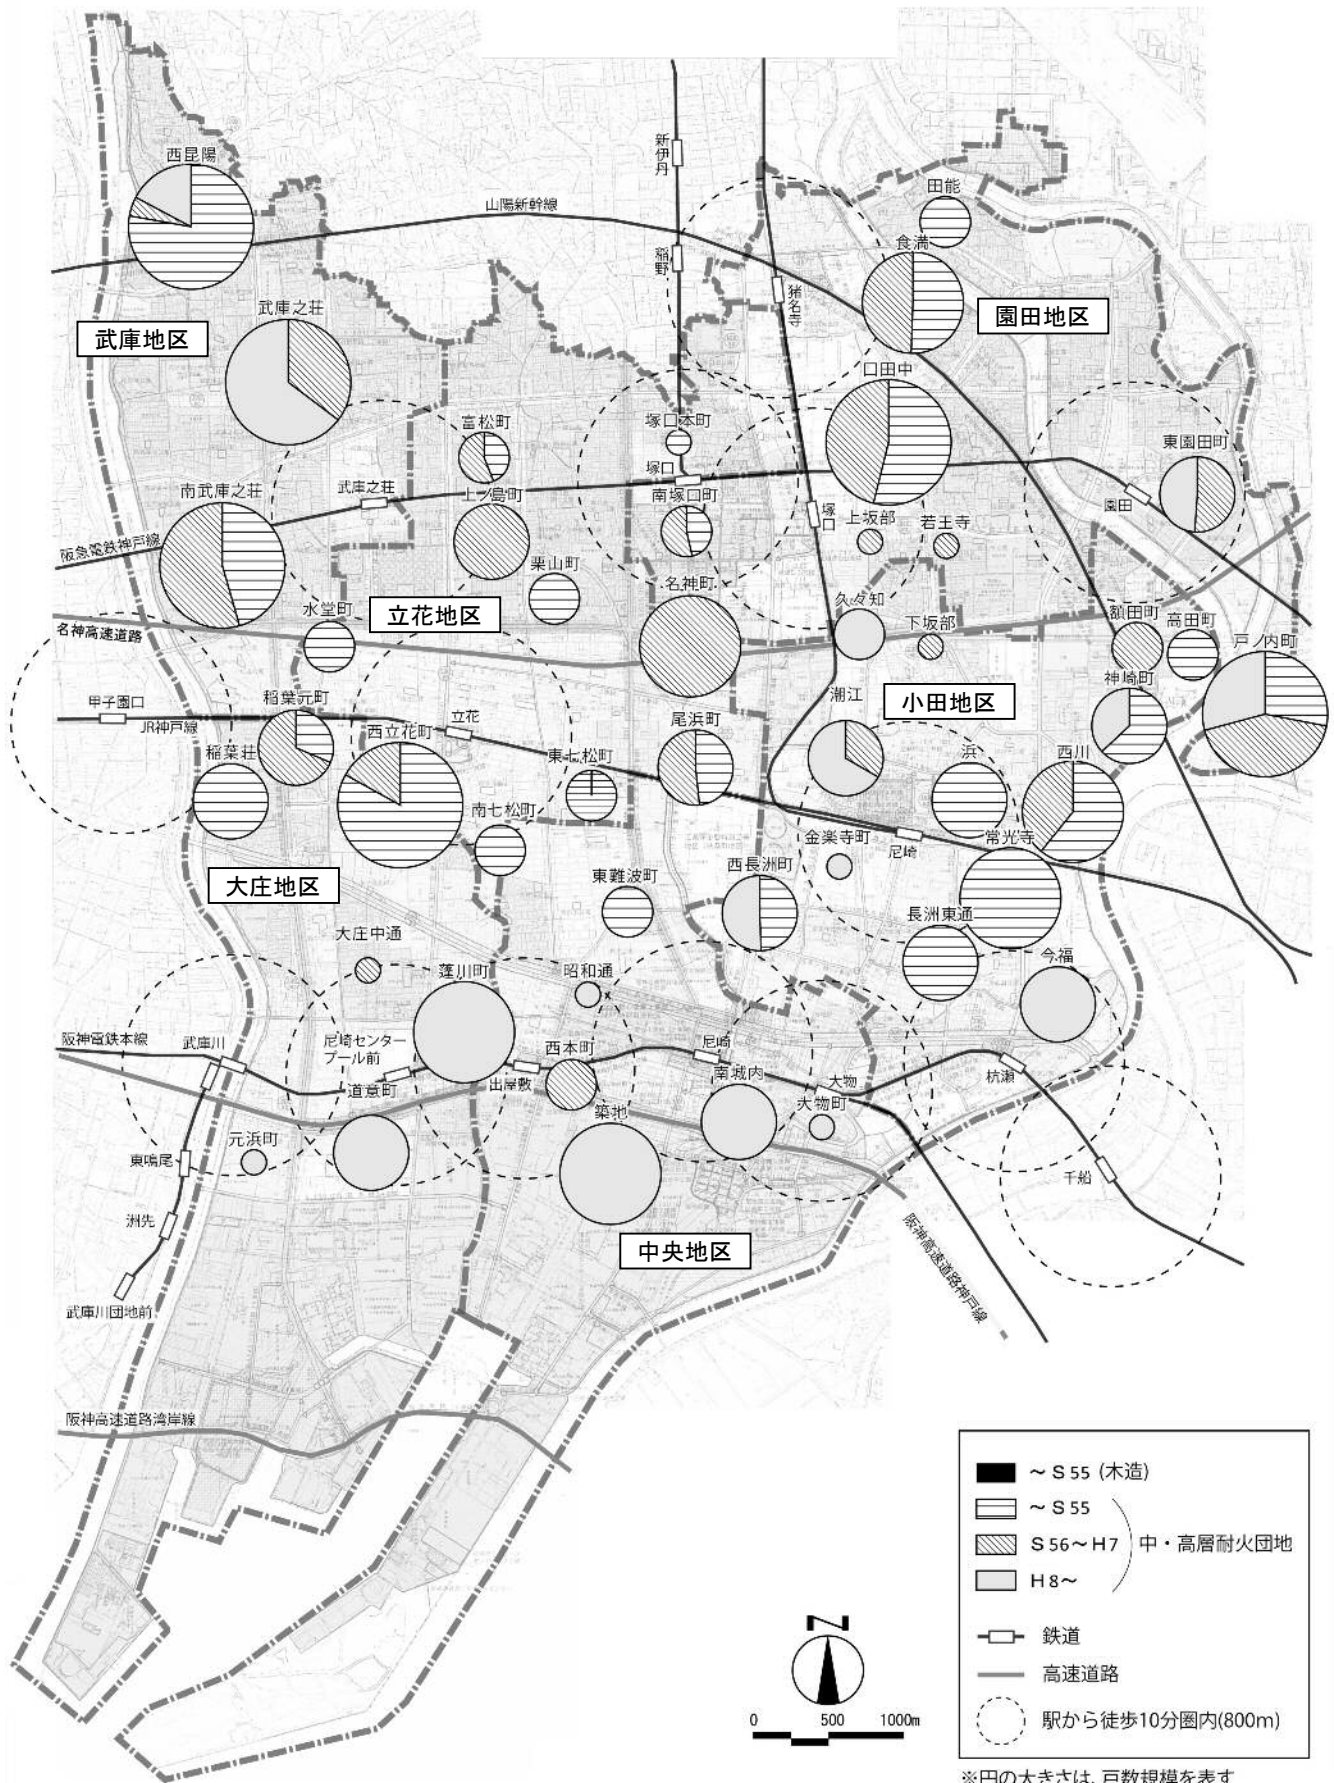 西昆陽
新伊丹
田能
山陽新幹線
食満
稲野
猪名寺
園田地区
武庫地区
武庫之荘
口田中
富松町
塚口本町
東園田町
塚口
武庫之荘
上ノ島町
南武庫之荘
南塚口町
園田
塚口
上坂部
若王寺
阪急電鉄神戸線
栗山町
名神町
久々知
水堂町
立花地区
下坂部
額田町
高田町
名神高速道路
戸ノ内町
神崎町
稲葉元町
潮江
小田地区
甲子園口
JR神戸線
立花
尾浜町
西立花町
稲葉荘
東七松町
浜
西川
南七松町
金楽寺町
尼崎
常光寺
西長洲町
大庄地区
東難波町
長洲東通
大庄中通
今福
蓬川町
昭和通
阪神電鉄本線
武庫川
尼崎センター
プール前
西本町
尼崎
出屋敷
南城内
大物
杭瀬
道意町
築地
大物町
元浜町
東鳴尾
千船
洲先
中央地区
阪神高速道路神戸線
武庫川団地前
阪神高速道路湾岸線
～S55 (木造)
～S55
S56～H7
中・高層耐火団地
H8～
鉄道
高速道路
駅から徒歩10分圏内(800m)
N
0 500 1000m
※円の大きさは、戸数規模を表す